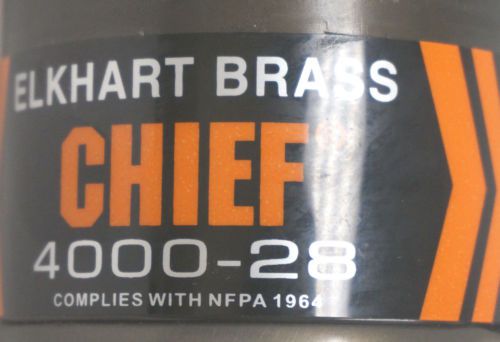 ELKHART BRASS
CHIEF
4000-28
COMPLIES WITH NFPA 1964